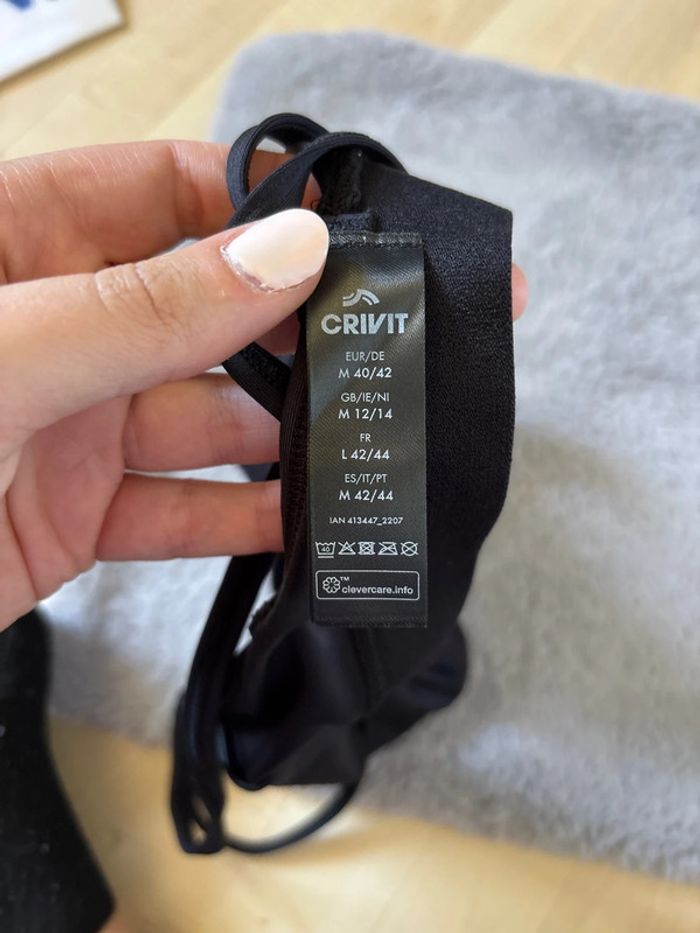 CRIVIT
EUR/DE
M 40/42
GB/IE/NI
M 12/14
FR
L 42/44
ES/IT/PT
M 42/44
IAN 413447_2207
40
™
clevercare.info